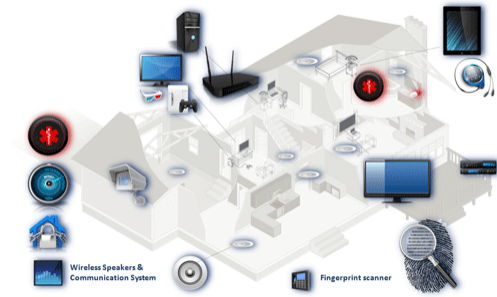 Wireless Speakers &
Communication System
Fingerprint scanner